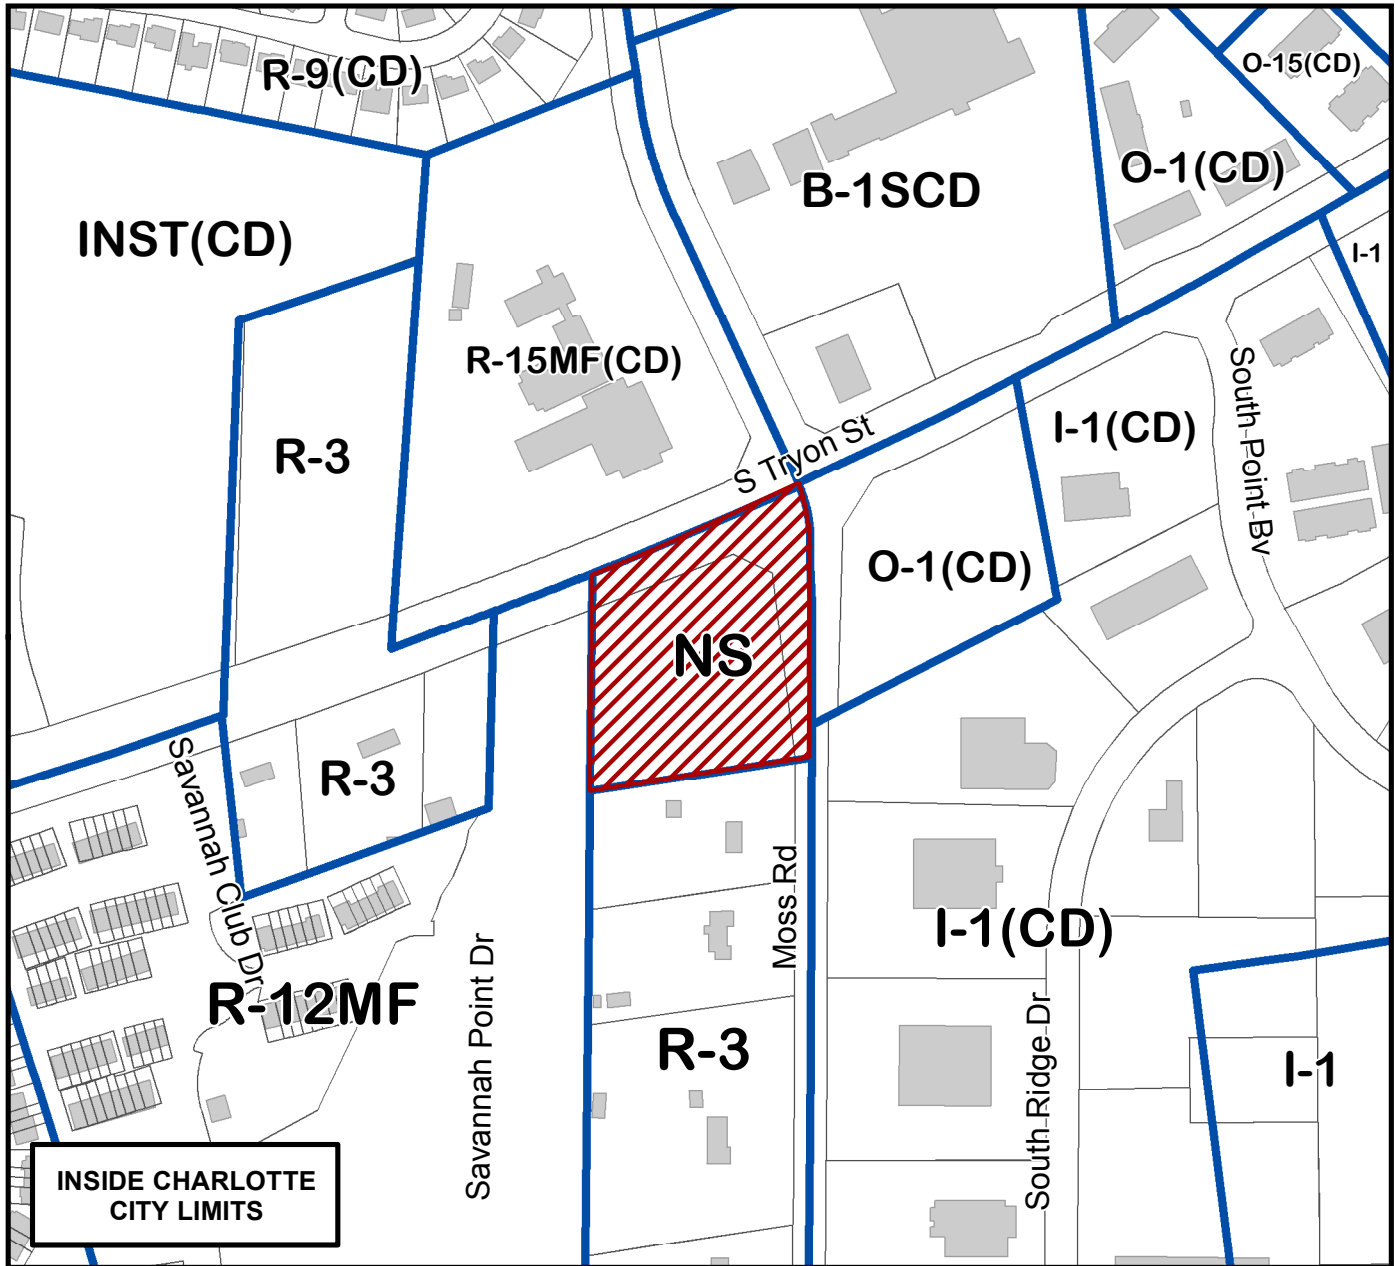 R-9(CD)
O-15(CD)
B-1SCD
O-1(CD)
INST(CD)
I-1
R-15MF(CD)
South Point Bv
I-1(CD)
S Tryon St
R-3
O-1(CD)
NS
Savannah Club Dr
R-3
Moss Rd
I-1(CD)
Savannah Point Dr
R-12MF
South Ridge Dr
R-3
I-1
INSIDE CHARLOTTE
CITY LIMITS